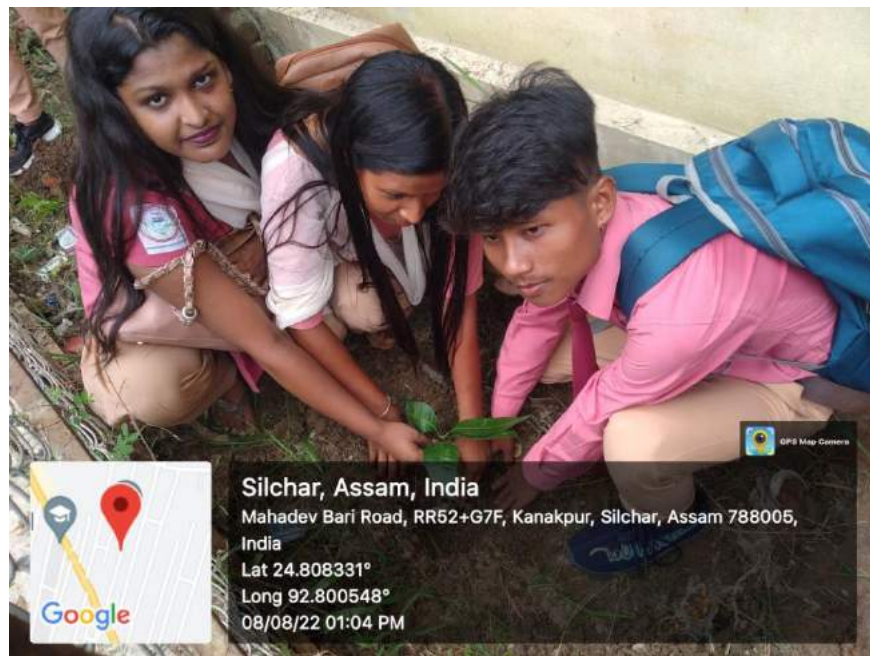 GPS Map Camera
Silchar, Assam, India
Mahadev Bari Road, RR52+G7F, Kanakpur, Silchar, Assam 788005,
India
Lat 24.808331°
Long 92.800548°
08/08/22 01:04 PM
Google